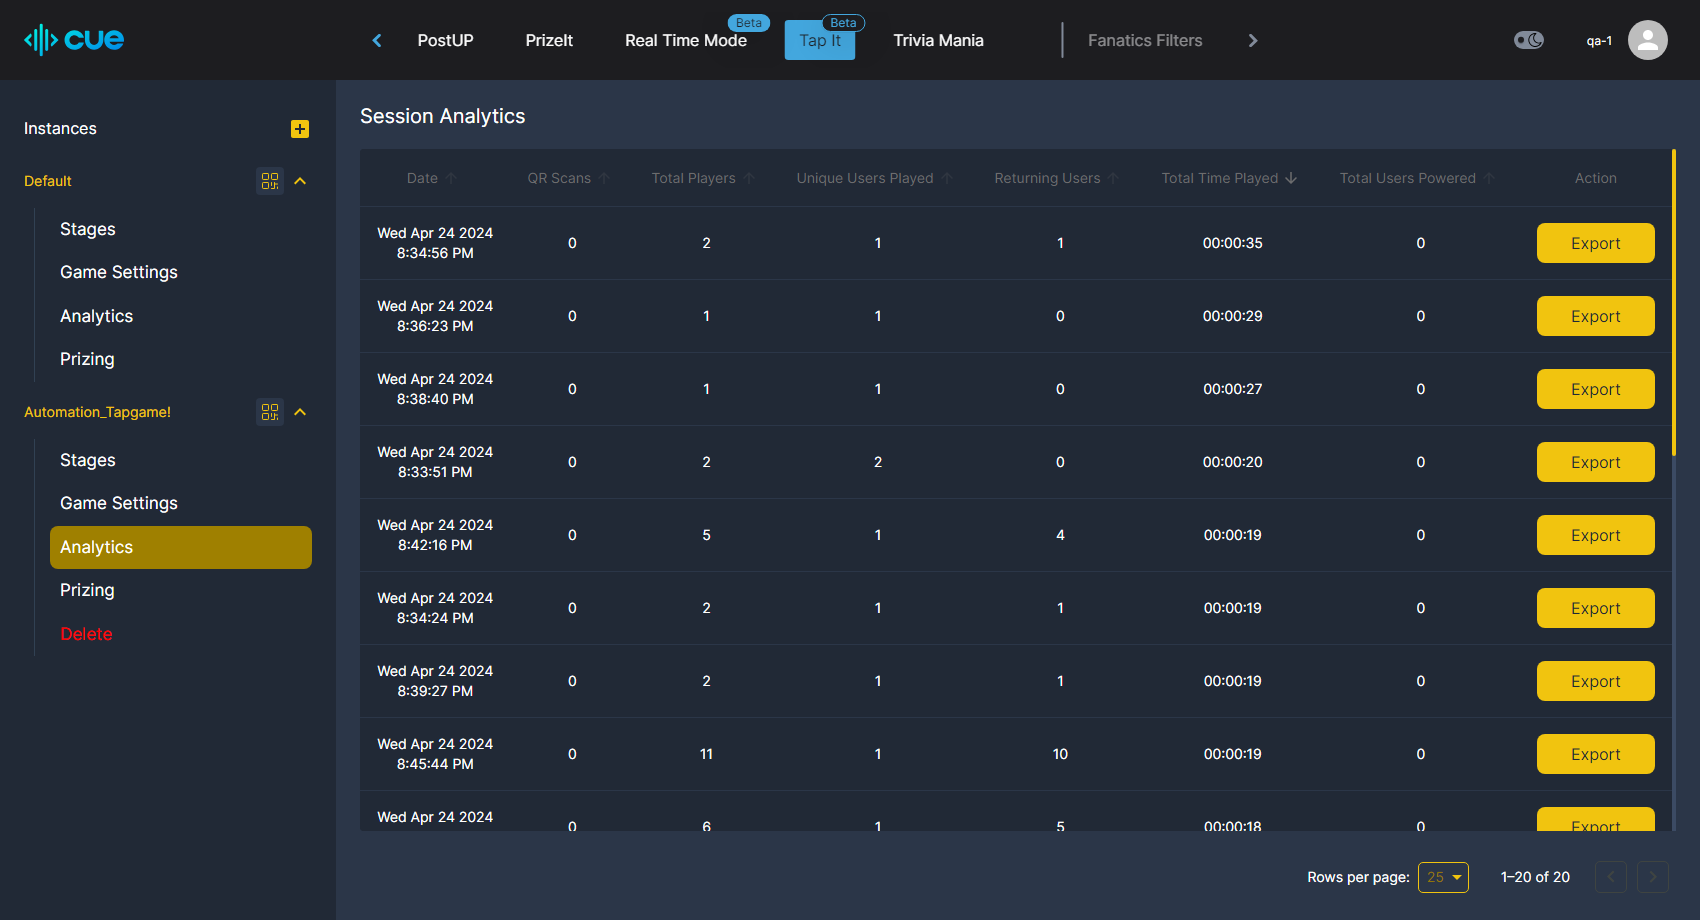 cue
PostUP
PrizeIt
Real Time Mode
Beta
Tap It
Beta
Trivia Mania
Fanatics Filters
qa-1
Instances
Default
Stages
Game Settings
Analytics
Prizing
Automation_Tapgame!
Stages
Game Settings
Analytics
Prizing
Delete
Session Analytics
Date QR Scans Total Players Unique Users Played Returning Users Total Time Played Total Users Powered Action
Wed Apr 24 2024
8:34:56 PM
0 2 1 1 00:00:35 0 Export
Wed Apr 24 2024
8:36:23 PM
0 1 1 0 00:00:29 0 Export
Wed Apr 24 2024
8:38:40 PM
0 1 1 0 00:00:27 0 Export
Wed Apr 24 2024
8:33:51 PM
0 2 2 0 00:00:20 0 Export
Wed Apr 24 2024
8:42:16 PM
0 5 1 4 00:00:19 0 Export
Wed Apr 24 2024
8:34:24 PM
0 2 1 1 00:00:19 0 Export
Wed Apr 24 2024
8:39:27 PM
0 2 1 1 00:00:19 0 Export
Wed Apr 24 2024
8:45:44 PM
0 11 1 10 00:00:19 0 Export
Wed Apr 24 2024
0 6 1 5 00:00:18 0 Export
Rows per page: 25 1–20 of 20